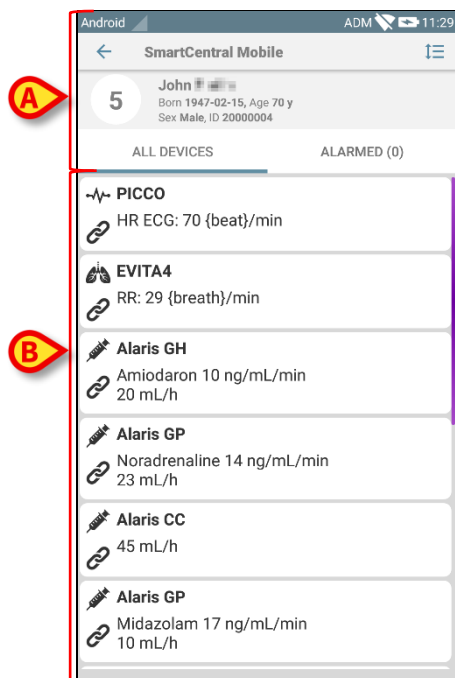 Android ADM 11:29
SmartCentral Mobile
5
John
Born 1947-02-15, Age 70 y
Sex Male, ID 20000004
A
ALL DEVICES ALARMED (0)
PICCO
HR ECG: 70 {beat}/min
EVITA4
RR: 29 {breath}/min
B
Alaris GH
Amiodaron 10 ng/mL/min
20 mL/h
Alaris GP
Noradrenaline 14 ng/mL/min
23 mL/h
Alaris CC
45 mL/h
Alaris GP
Midazolam 17 ng/mL/min
10 mL/h